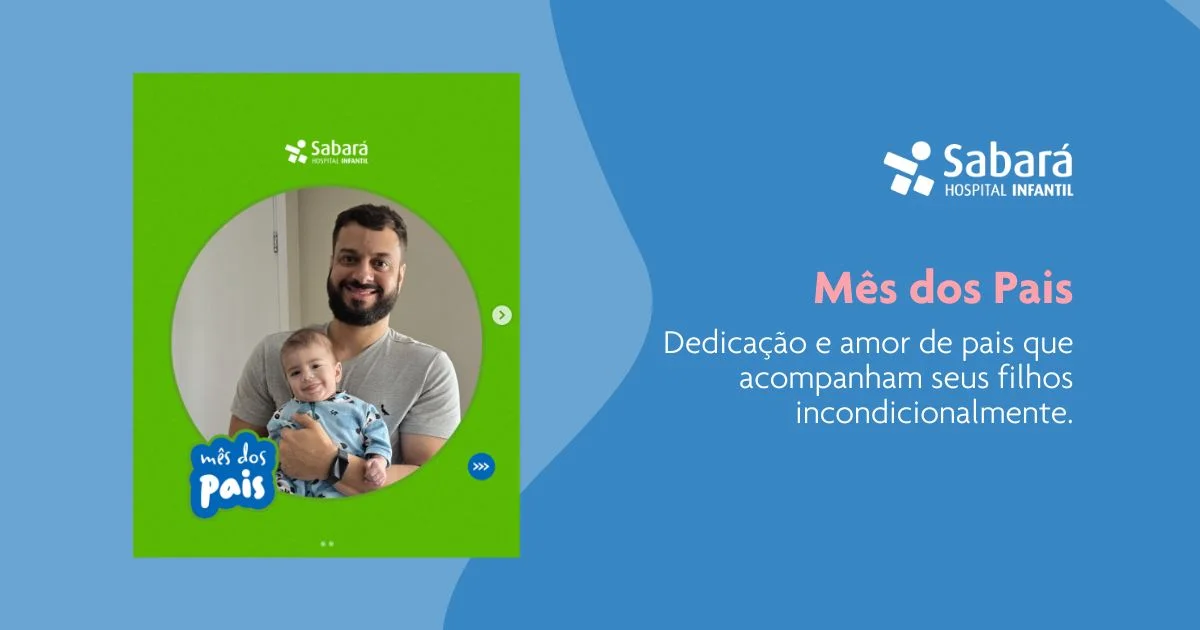 Sabará
HOSPITAL INFANTIL
mês dos
pais
Sabará
HOSPITAL INFANTIL
Mês dos Pais
Dedicação e amor de pais que
acompanham seus filhos
incondicionalmente.